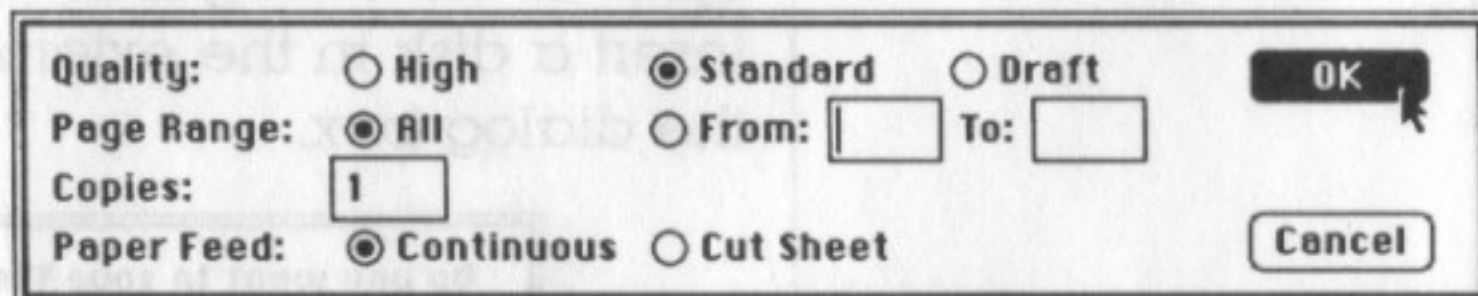 Quality: High Standard Draft OK
Page Range: All From: To:
Copies: 1
Paper Feed: Continuous Cut Sheet Cancel